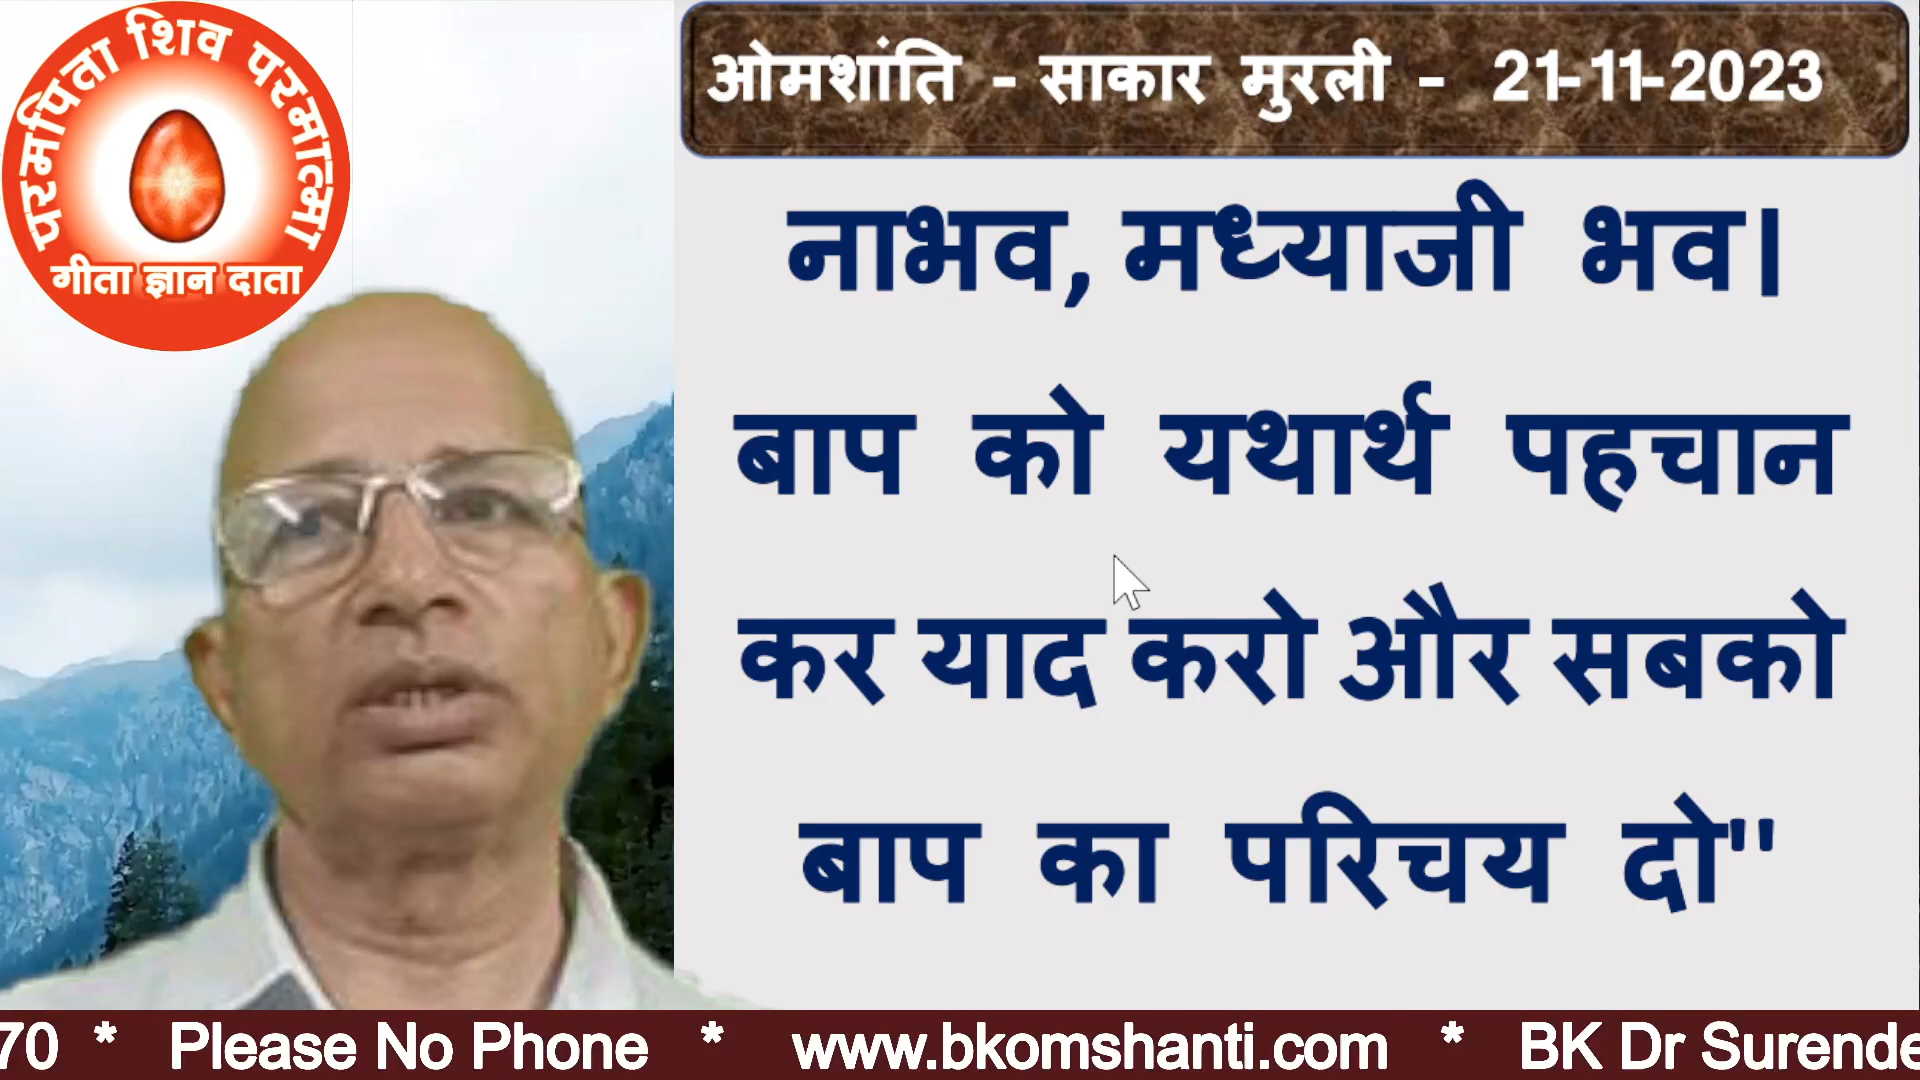 परमपिता शिव परमात्मा
गीता ज्ञान दाता
ओमशांति - साकार मुरली - 21-11-2023
नाभव, मध्याजी भव।
बाप को यथार्थ पहचान
कर याद करो और सबको
बाप का परिचय दो"
70 * Please No Phone * www.bkomshanti.com * BK Dr Surende